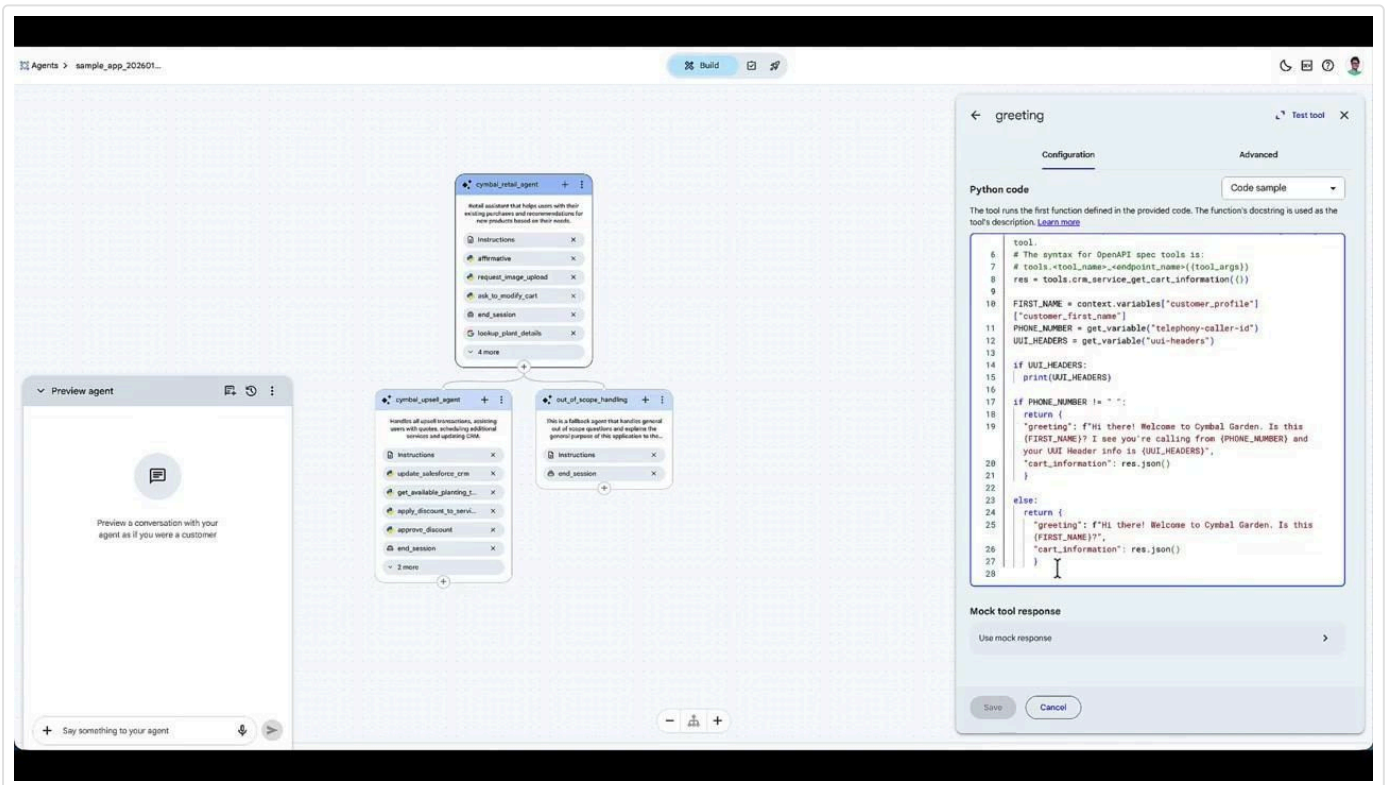 Agents > sample_app_202601...
Build
Preview agent
Preview a conversation with your
agent as if you were a customer
Say something to your agent
cymbal_retail_agent
Retail assistant that helps users with their
existing purchases and recommendations for
new products based on their needs.
Instructions
affirmative
request_image_upload
ask_to_modify_cart
end_session
lookup_plant_details
4 more
cymbal_upsell_agent
Handles all upsell transactions, assisting
users with quotes, scheduling additional
services and updating CRM.
Instructions
update_salesforce_crm
get_available_planting_t...
apply_discount_to_servi...
approve_discount
end_session
2 more
out_of_scope_handling
This is a fallback agent that handles general
out of scope questions and explains the
general purpose of this application to the...
Instructions
end_session
greeting
Test tool
Configuration
Advanced
Python code
Code sample
The tool runs the first function defined in the provided code. The function's docstring is used as the
tool's description. Learn more
tool.
6 # The syntax for OpenAPI spec tools is:
7 # tools.<tool_name>_<endpoint_name>({tool_args})
8 res = tools.crm_service_get_cart_information({})
9
10 FIRST_NAME = context.variables["customer_profile"]
["customer_first_name"]
11 PHONE_NUMBER = get_variable("telephony-caller-id")
12 UUI_HEADERS = get_variable("uui-headers")
13
14 if UUI_HEADERS:
15 print(UUI_HEADERS)
16
17 if PHONE_NUMBER != " ":
18 return {
19 "greeting": f"Hi there! Welcome to Cymbal Garden. Is this
{FIRST_NAME}? I see you're calling from {PHONE_NUMBER} and
your UUI Header info is {UUI_HEADERS}",
20 "cart_information": res.json()
21 }
22
23 else:
24 return {
25 "greeting": f"Hi there! Welcome to Cymbal Garden. Is this
{FIRST_NAME}?",
26 "cart_information": res.json()
27 }
28
Mock tool response
Use mock response
Save
Cancel